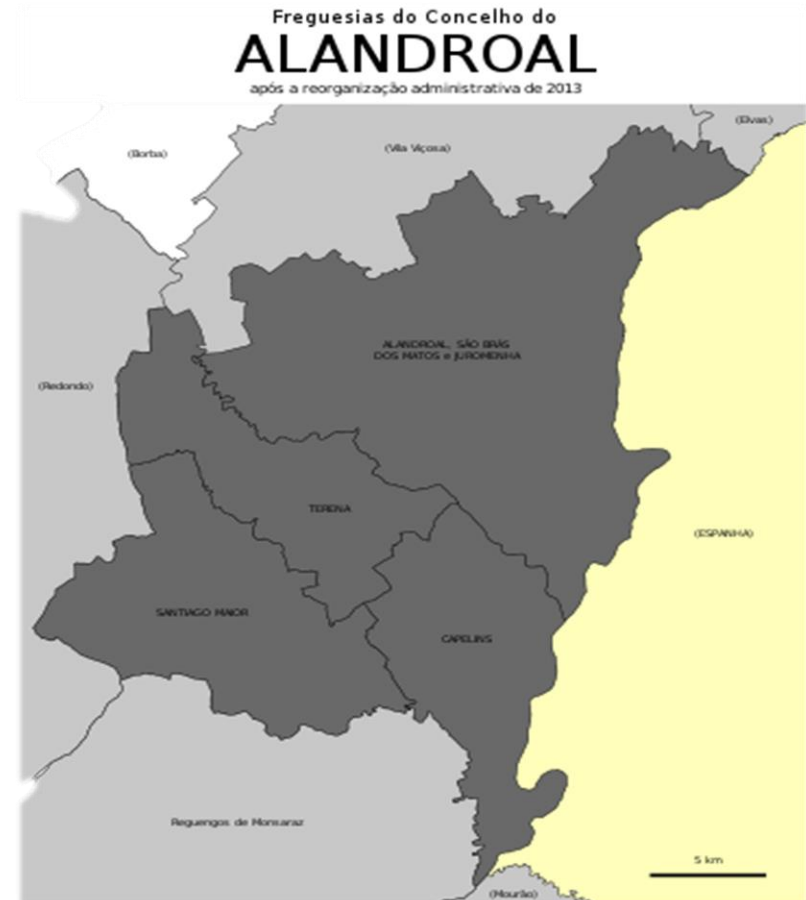 Freguesias do Concelho do
ALANDROAL
após a reorganização administrativa de 2013
(Elvas)
(Borba)
(Vila Viçosa)
ALANDROAL, SÃO BRÁS
DOS MATOS e JUROMENHA
(Redondo)
TERENA
(ESPANHA)
SANTIAGO MAIOR
CAPELINS
Reguengos de Monsaraz
5 km
(Mourão)